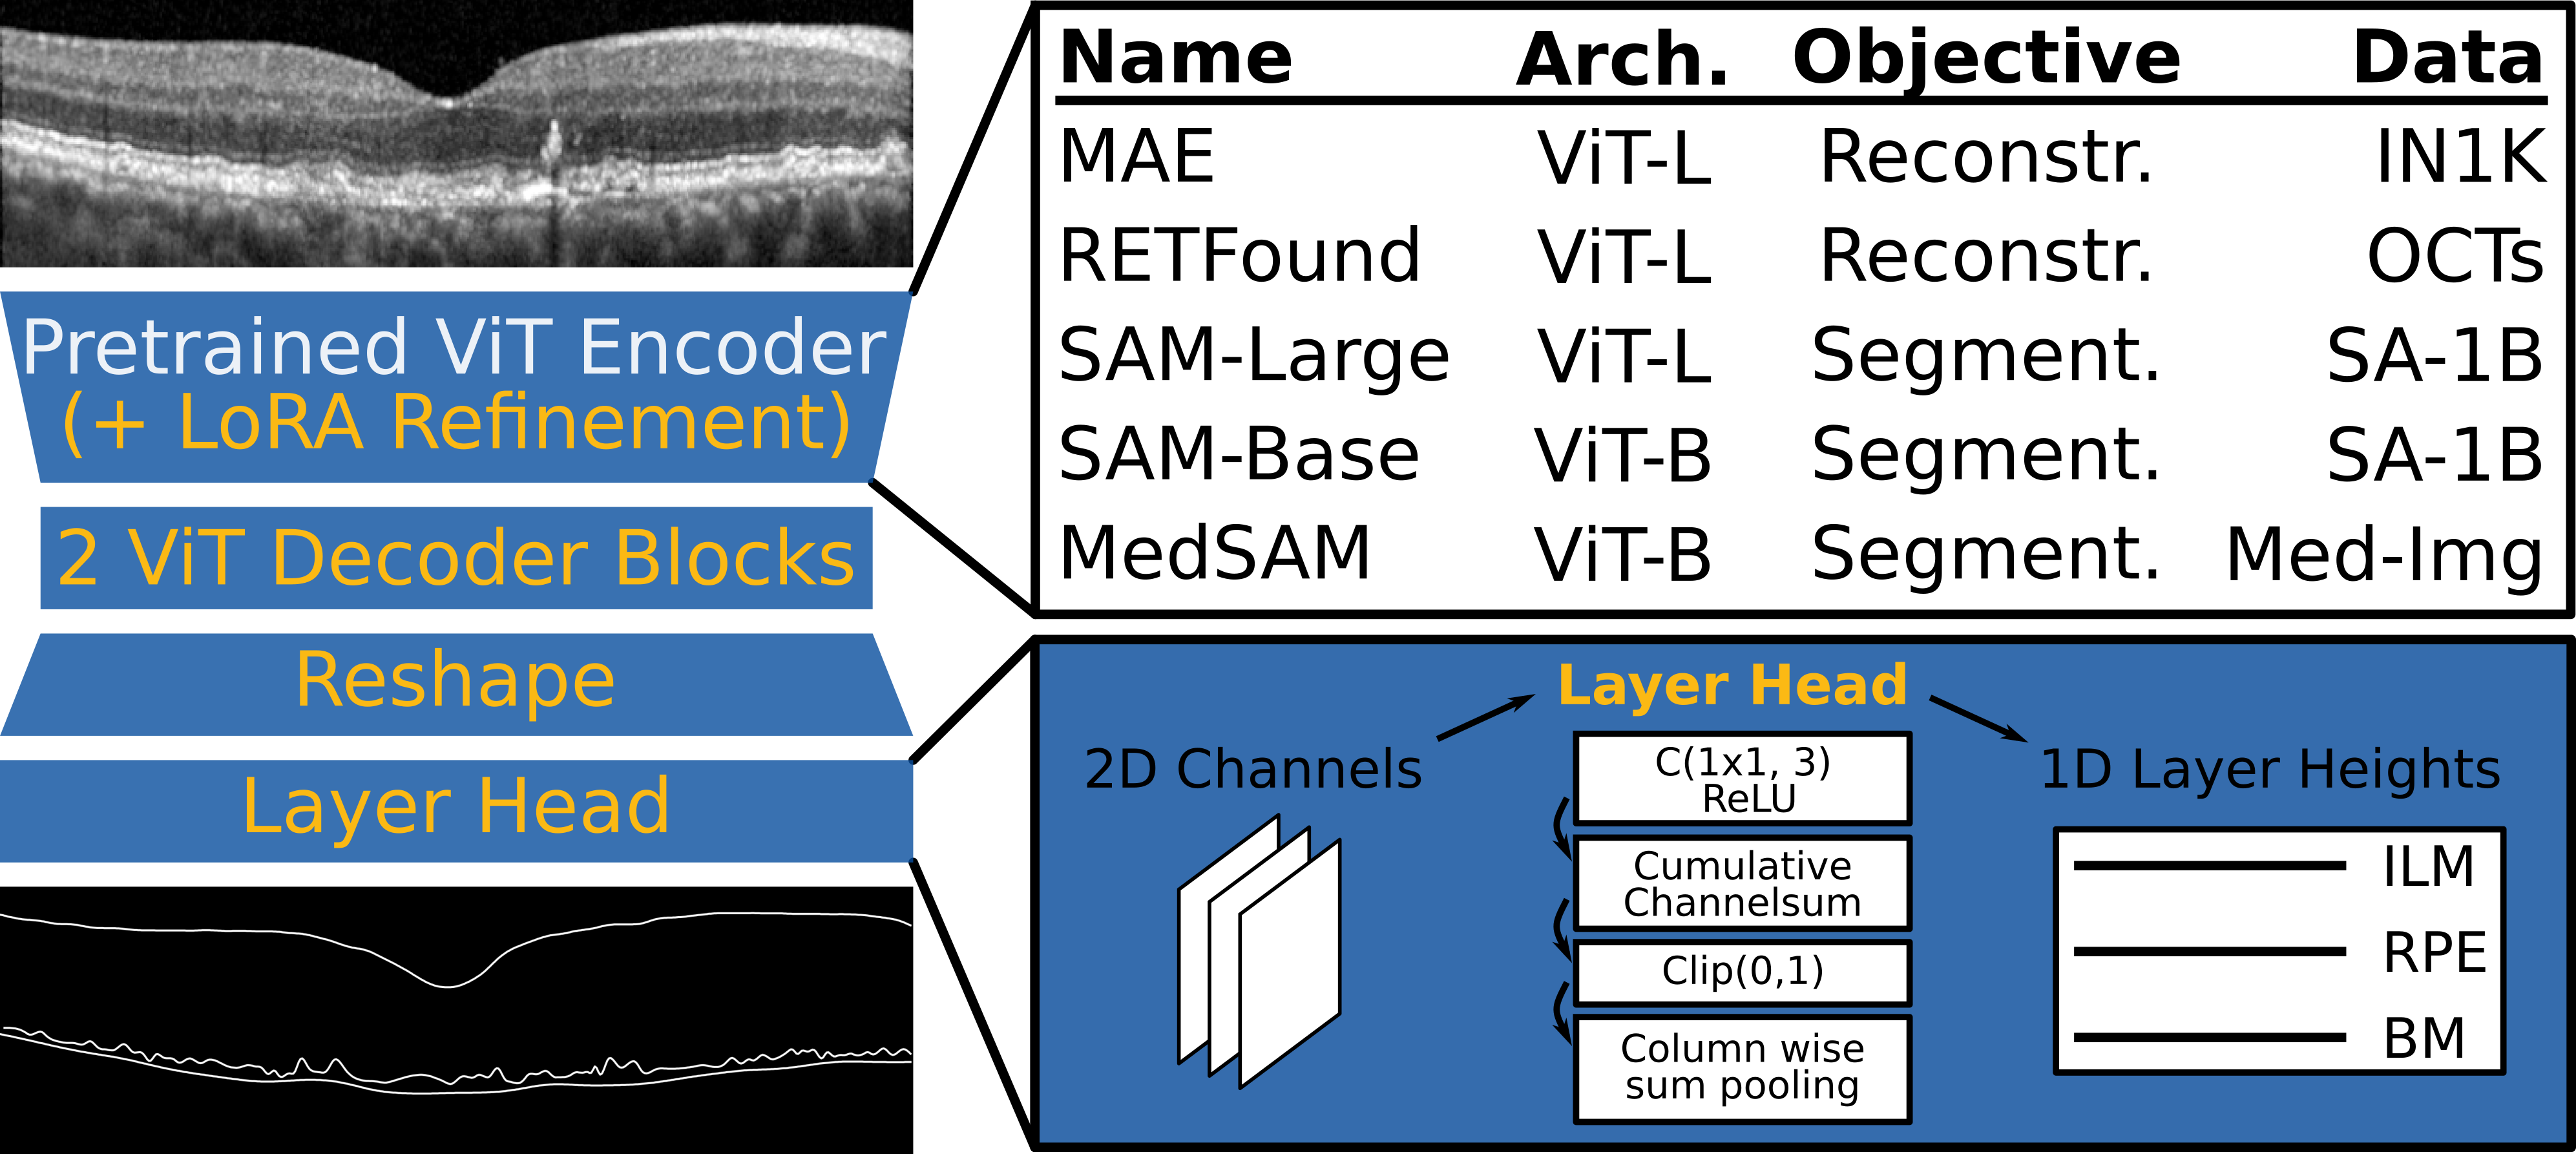 Pretrained ViT Encoder
(+ LoRA Refinement)
2 ViT Decoder Blocks
Reshape
Layer Head
Name Arch. Objective Data
MAE ViT-L Reconstr. IN1K
RETFound ViT-L Reconstr. OCTs
SAM-Large ViT-L Segment. SA-1B
SAM-Base ViT-B Segment. SA-1B
MedSAM ViT-B Segment. Med-Img
Layer Head
2D Channels
C(1x1, 3)
ReLU
Cumulative
Channelsum
Clip(0,1)
Column wise
sum pooling
1D Layer Heights
ILM
RPE
BM